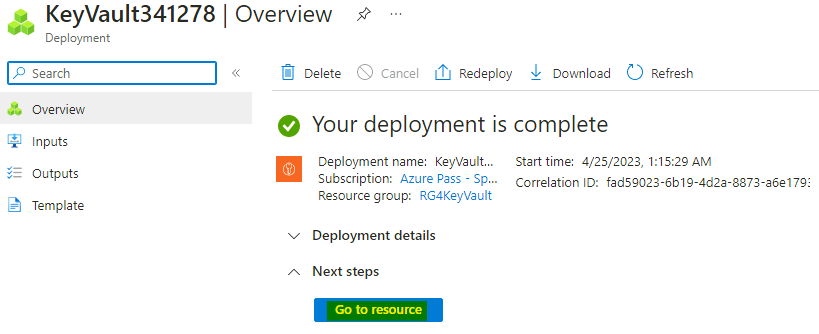 KeyVault341278 | Overview
Deployment
Search
Overview
Inputs
Outputs
Template
Delete Cancel Redeploy Download Refresh
Your deployment is complete
Deployment name: KeyVault... Start time: 4/25/2023, 1:15:29 AM
Subscription: Azure Pass - Sp... Correlation ID: fad59023-6b19-4d2a-8873-a6e1793
Resource group: RG4KeyVault
Deployment details
Next steps
Go to resource